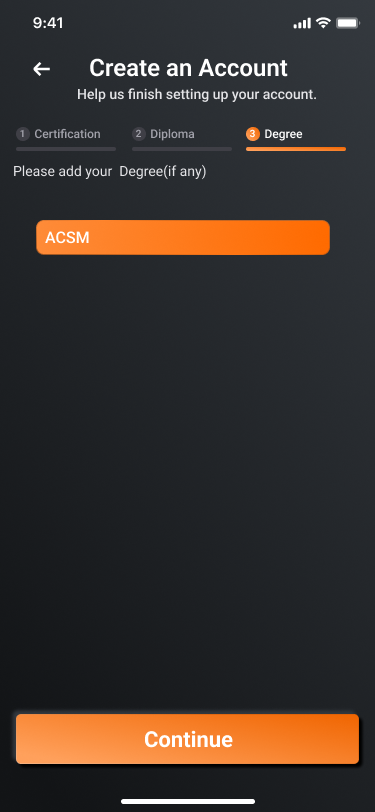 9:41
Create an Account
Help us finish setting up your account.
1 Certification 2 Diploma 3 Degree
Please add your  Degree(if any)
ACSM
Continue